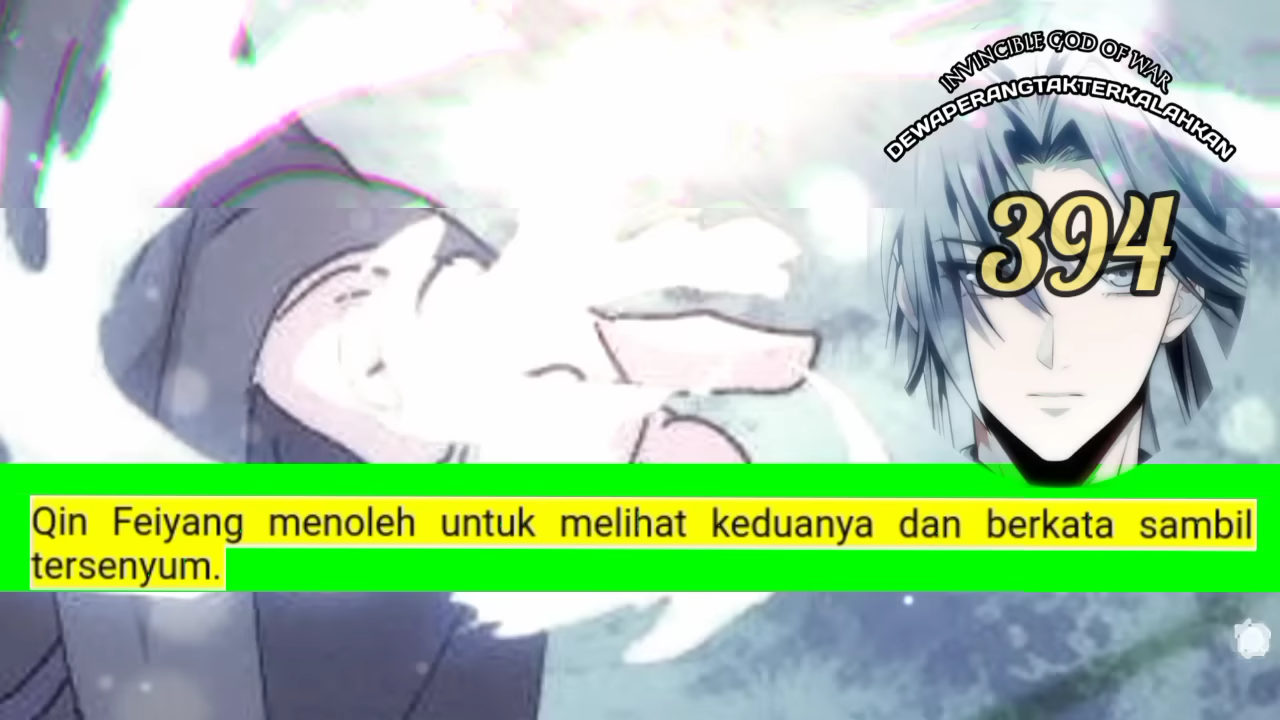 INVINCIBLE GOD OF WAR
DEWAPERANGTAKTERKALAHKAN
394
Qin Feiyang menoleh untuk melihat keduanya dan berkata sambil
tersenyum.